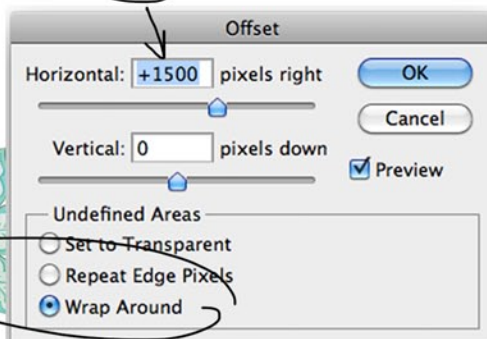 Offset
Horizontal: +1500 pixels right
OK
Cancel
Vertical: 0 pixels down
Preview
Undefined Areas
Set to Transparent
Repeat Edge Pixels
Wrap Around